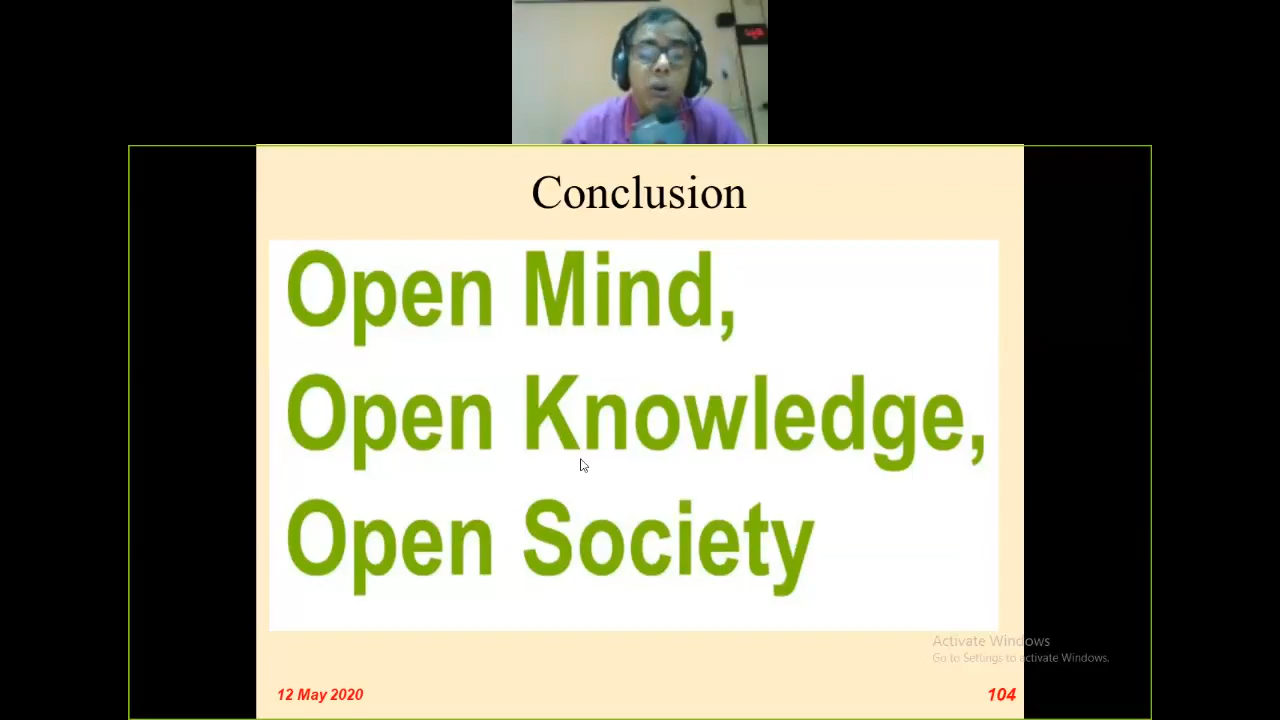 Conclusion
Open Mind,
Open Knowledge,
Open Society
Activate Windows
Go to Settings to activate Windows.
12 May 2020
104